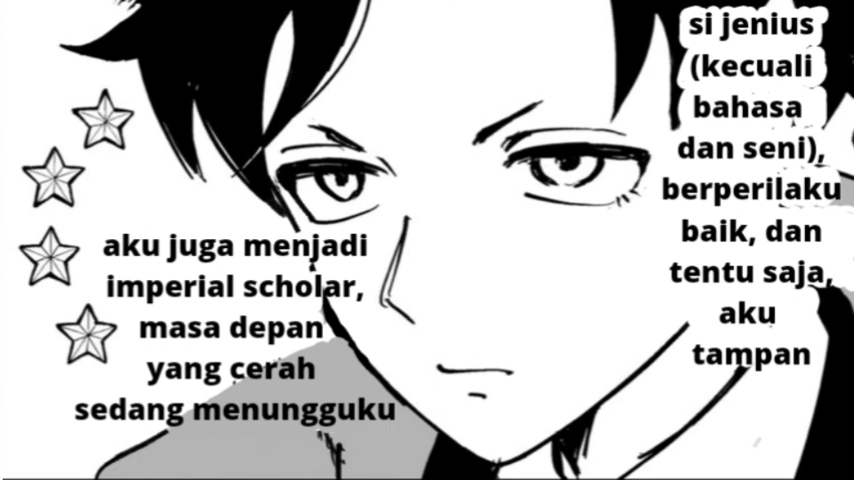 si jenius
(kecuali
bahasa
dan seni),
berperilaku
baik, dan
tentu saja,
aku
tampan
aku juga menjadi
imperial scholar,
masa depan
yang cerah
sedang menungguku